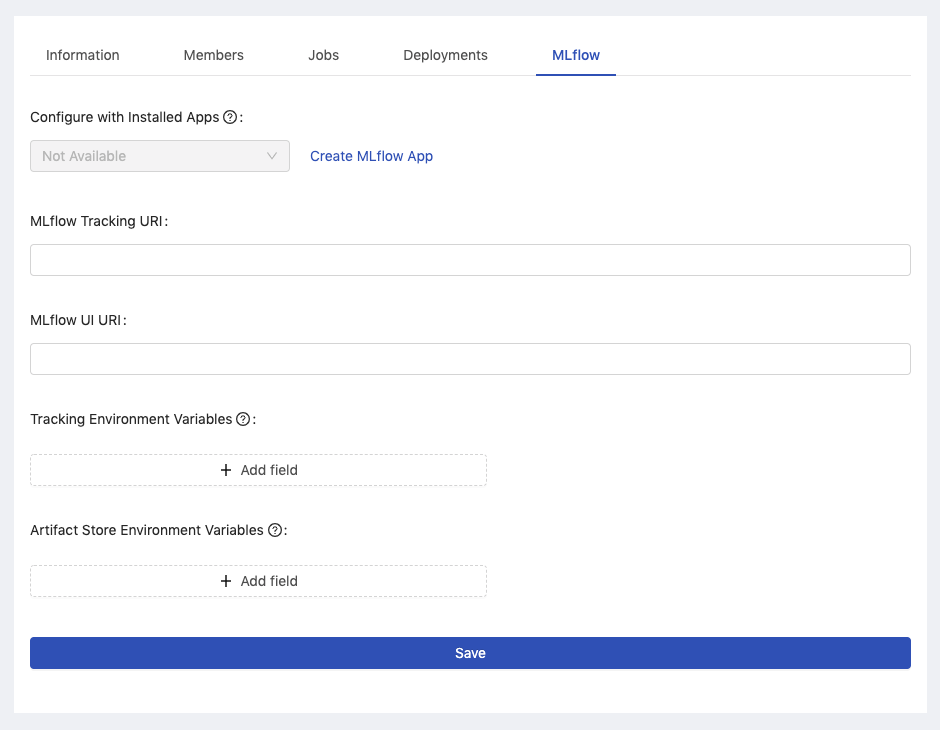 Information Members Jobs Deployments MLflow
Configure with Installed Apps ? :
Not Available Create MLflow App
MLflow Tracking URI :
MLflow UI URI :
Tracking Environment Variables ? :
+ Add field
Artifact Store Environment Variables ? :
+ Add field
Save